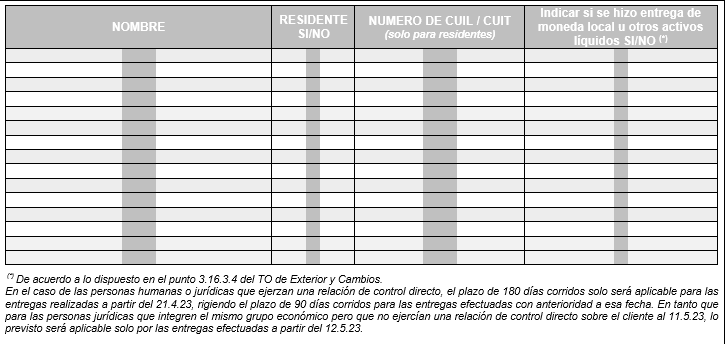 NOMBRE
RESIDENTE
SI/NO
NUMERO DE CUIL / CUIT
(solo para residentes)
Indicar si se hizo entrega de
moneda local u otros activos
líquidos SI/NO (*)
(*) De acuerdo a lo dispuesto en el punto 3.16.3.4 del TO de Exterior y Cambios.
En el caso de las personas humanas o jurídicas que ejerzan una relación de control directo, el plazo de 180 días corridos solo será aplicable para las
entregas realizadas a partir del 21.4.23, rigiendo el plazo de 90 días corridos para las entregas efectuadas con anterioridad a esa fecha. En tanto que
para las personas jurídicas que integren el mismo grupo económico pero que no ejercían una relación de control directo sobre el cliente al 11.5.23, lo
previsto será aplicable solo por las entregas efectuadas a partir del 12.5.23.